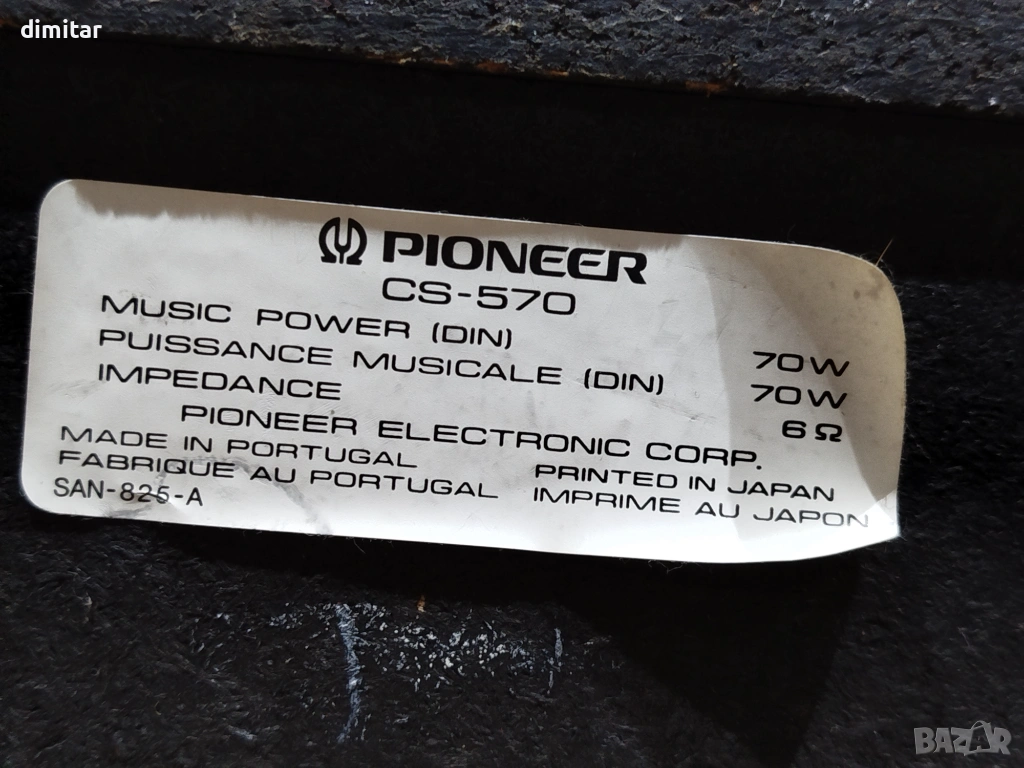 dimitar
PIONEER
CS-570
MUSIC POWER (DIN) 70W
PUISSANCE MUSICALE (DIN) 70W
IMPEDANCE 6Ω
PIONEER ELECTRONIC CORP.
MADE IN PORTUGAL PRINTED IN JAPAN
FABRIQUE AU PORTUGAL IMPRIME AU JAPON
SAN-825-A
BAZAR